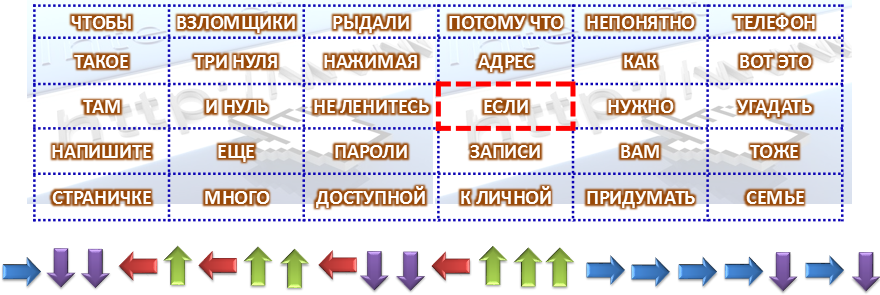 ЧТОБЫ ВЗЛОМЩИКИ РЫДАЛИ ПОТОМУ ЧТО НЕПОНЯТНО ТЕЛЕФОН
ТАКОЕ ТРИ НУЛЯ НАЖИМАЯ АДРЕС КАК ВОТ ЭТО
ТАМ И НУЛЬ НЕ ЛЕНИТЕСЬ ЕСЛИ НУЖНО УГАДАТЬ
НАПИШИТЕ ЕЩЕ ПАРОЛИ ЗАПИСИ ВАМ ТОЖЕ
СТРАНИЧКЕ МНОГО ДОСТУПНОЙ К ЛИЧНОЙ ПРИДУМАТЬ СЕМЬЕ